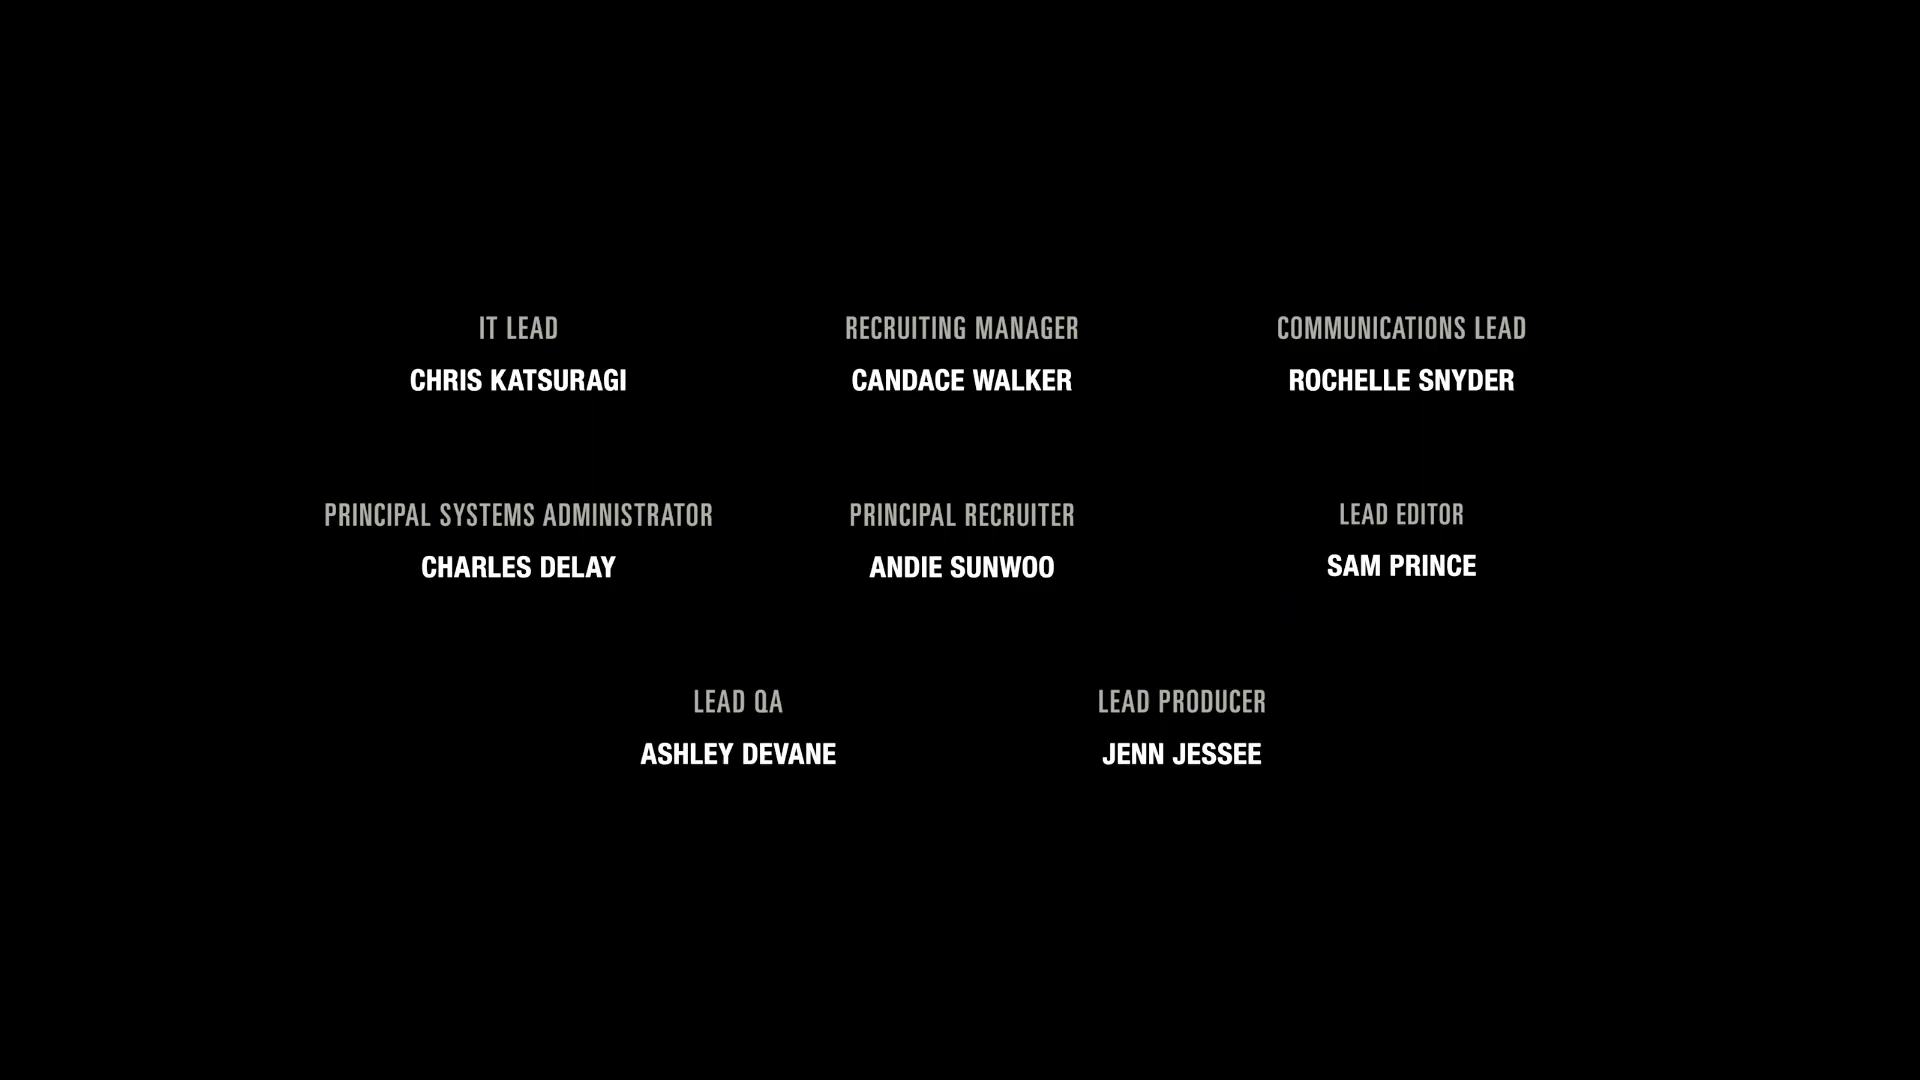 IT LEAD
CHRIS KATSURAGI
RECRUITING MANAGER
CANDACE WALKER
COMMUNICATIONS LEAD
ROCHELLE SNYDER
PRINCIPAL SYSTEMS ADMINISTRATOR
CHARLES DELAY
PRINCIPAL RECRUITER
ANDIE SUNWOO
LEAD EDITOR
SAM PRINCE
LEAD QA
ASHLEY DEVANE
LEAD PRODUCER
JENN JESSEE